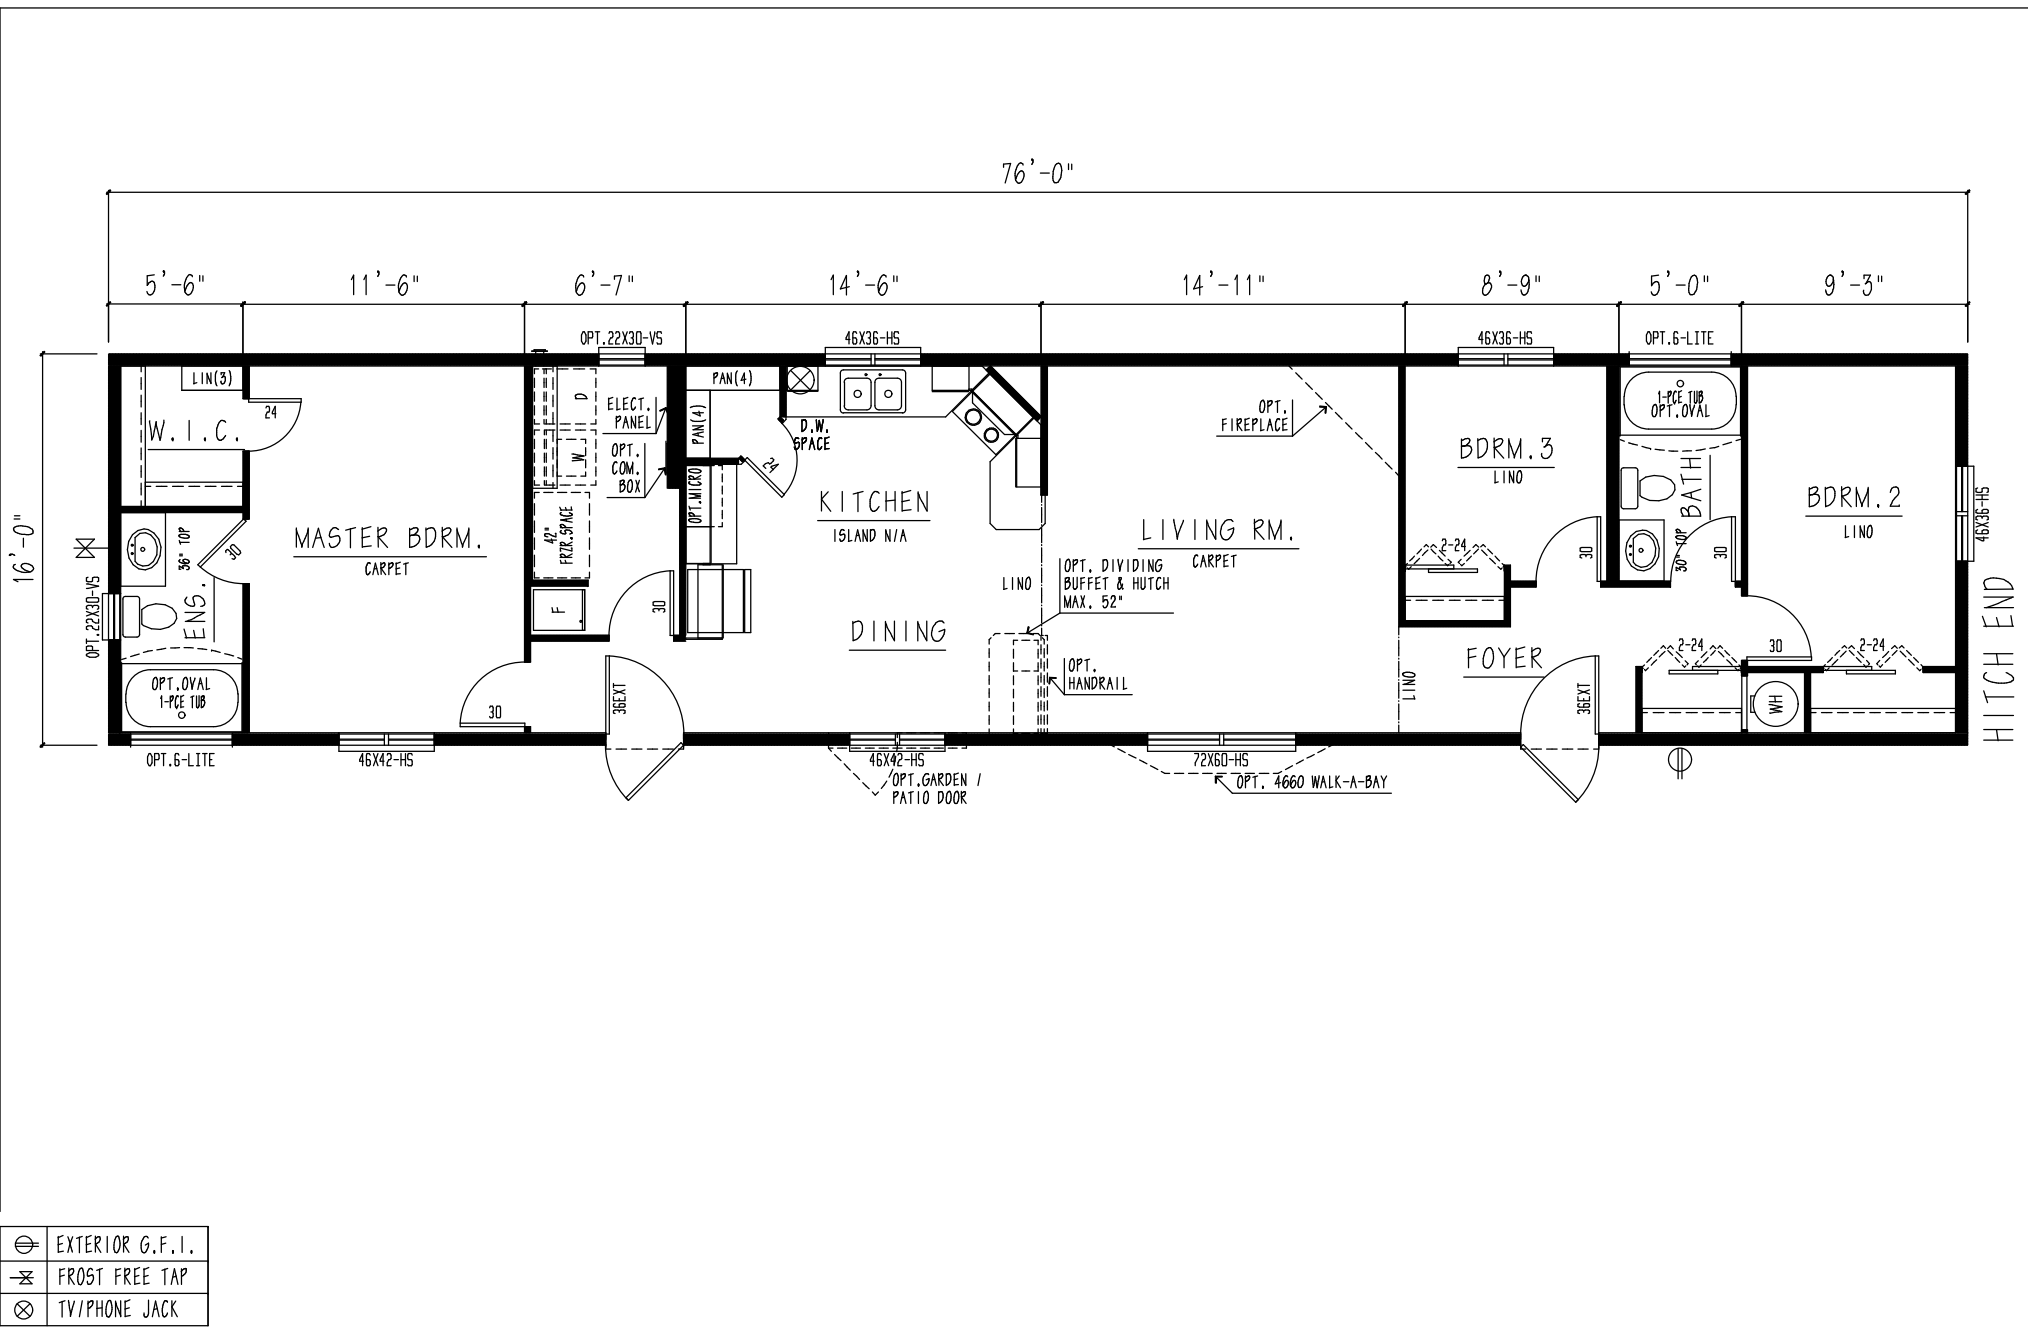 76'-0"
5'-6"
11'-6"
6'-7"
14'-6"
14'-11"
8'-9"
5'-0"
9'-3"
OPT.22X30-VS
46X36-HS
46X36-HS
OPT.6-LITE
LIN(3)
24
W.I.C.
D
W
ELECT.
PANEL
OPT.
COM.
BOX
42"
FRZR.SPACE
F
PAN(4)
PAN(4)
24
OPT.MICRO
D.W.
SPACE
KITCHEN
ISLAND N/A
OPT.
FIREPLACE
BDRM.3
LINO
2-24
30
1-PCE TUB
OPT.OVAL
BATH
30" TOP
30
BDRM.2
LINO
46X36-HS
16'-0"
36" TOP
30
ENS.
OPT.22X30-VS
MASTER BDRM.
CARPET
30
LIVING RM.
CARPET
LINO
OPT. DIVIDING
BUFFET & HUTCH
MAX. 52"
DINING
OPT.
HANDRAIL
LINO
FOYER
2-24
30
2-24
WH
HITCH END
OPT.OVAL
1-PCE TUB
30
36EXT
36EXT
OPT.6-LITE
46X42-HS
46X42-HS
OPT.GARDEN /
PATIO DOOR
72X60-HS
OPT. 4660 WALK-A-BAY
EXTERIOR G.F.I.
FROST FREE TAP
TV/PHONE JACK